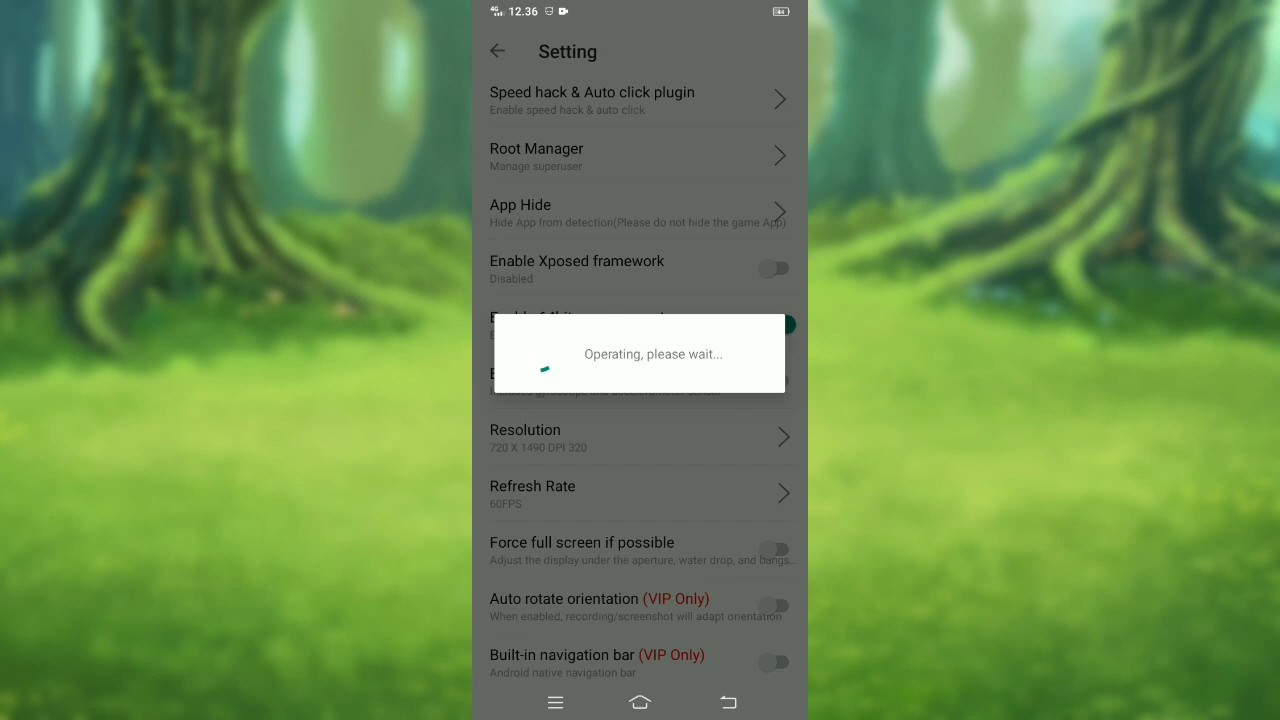 4G 12.36 44
Setting
Speed hack & Auto click plugin
Enable speed hack & auto click
Root Manager
Manage superuser
App Hide
Hide App from detection(Please do not hide the game App)
Enable Xposed framework
Disabled
Operating, please wait...
Resolution
720 X 1490 DPI 320
Refresh Rate
60FPS
Force full screen if possible
Adjust the display under the aperture, water drop, and bangs...
Auto rotate orientation (VIP Only)
When enabled, recording/screenshot will adapt orientation
Built-in navigation bar (VIP Only)
Android native navigation bar